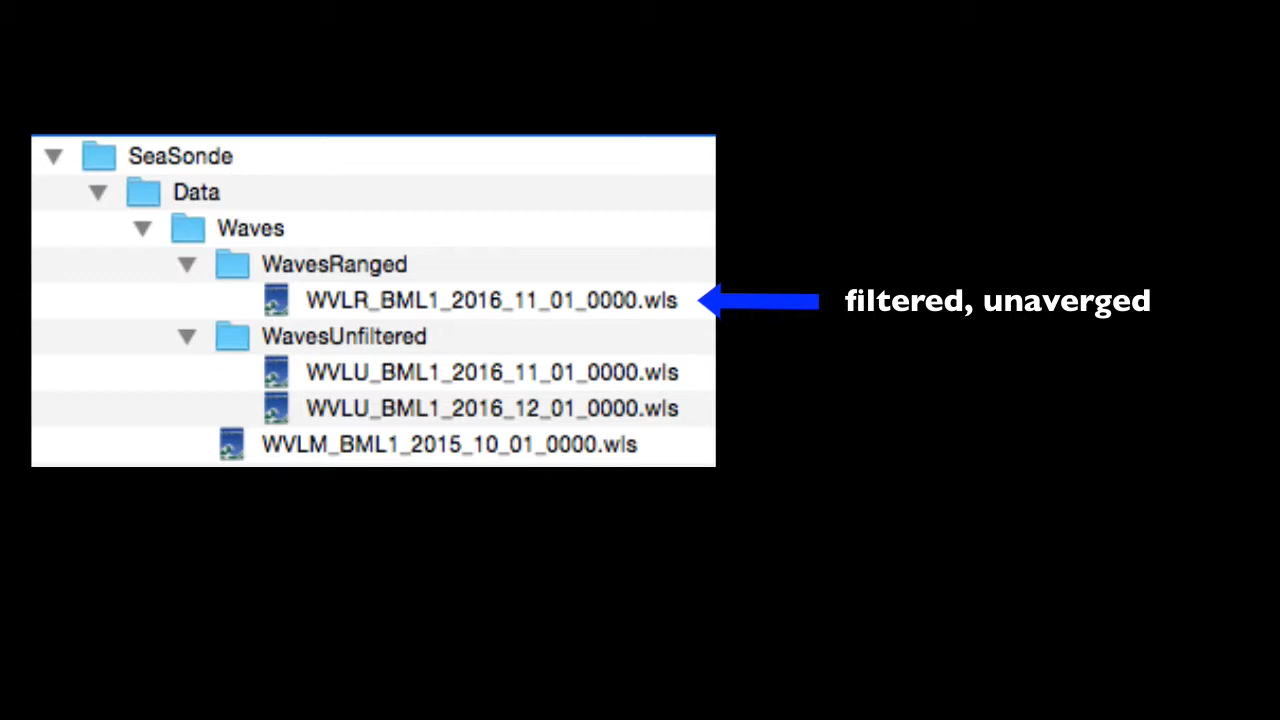 SeaSonde
Data
Waves
WavesRanged
WVLR_BML1_2016_11_01_0000.wls
filtered, unaverged
WavesUnfiltered
WVLU_BML1_2016_11_01_0000.wls
WVLU_BML1_2016_12_01_0000.wls
WVLM_BML1_2015_10_01_0000.wls